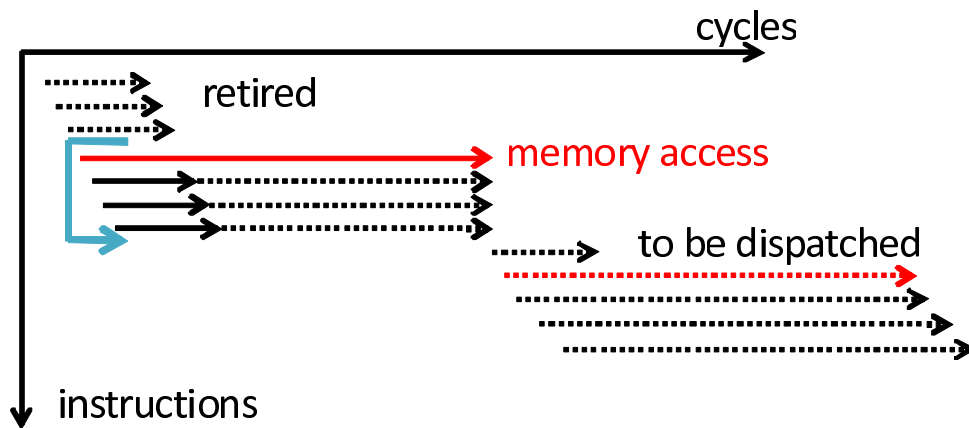 cycles
retired
memory access
to be dispatched
instructions